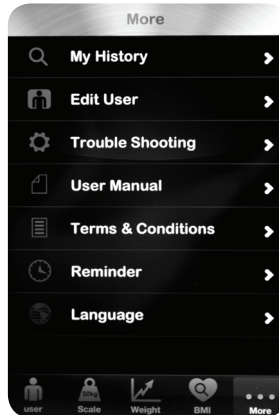 More
My History
Edit User
Trouble Shooting
User Manual
Terms & Conditions
Reminder
Language
50kg
user Scale Weight BMI More